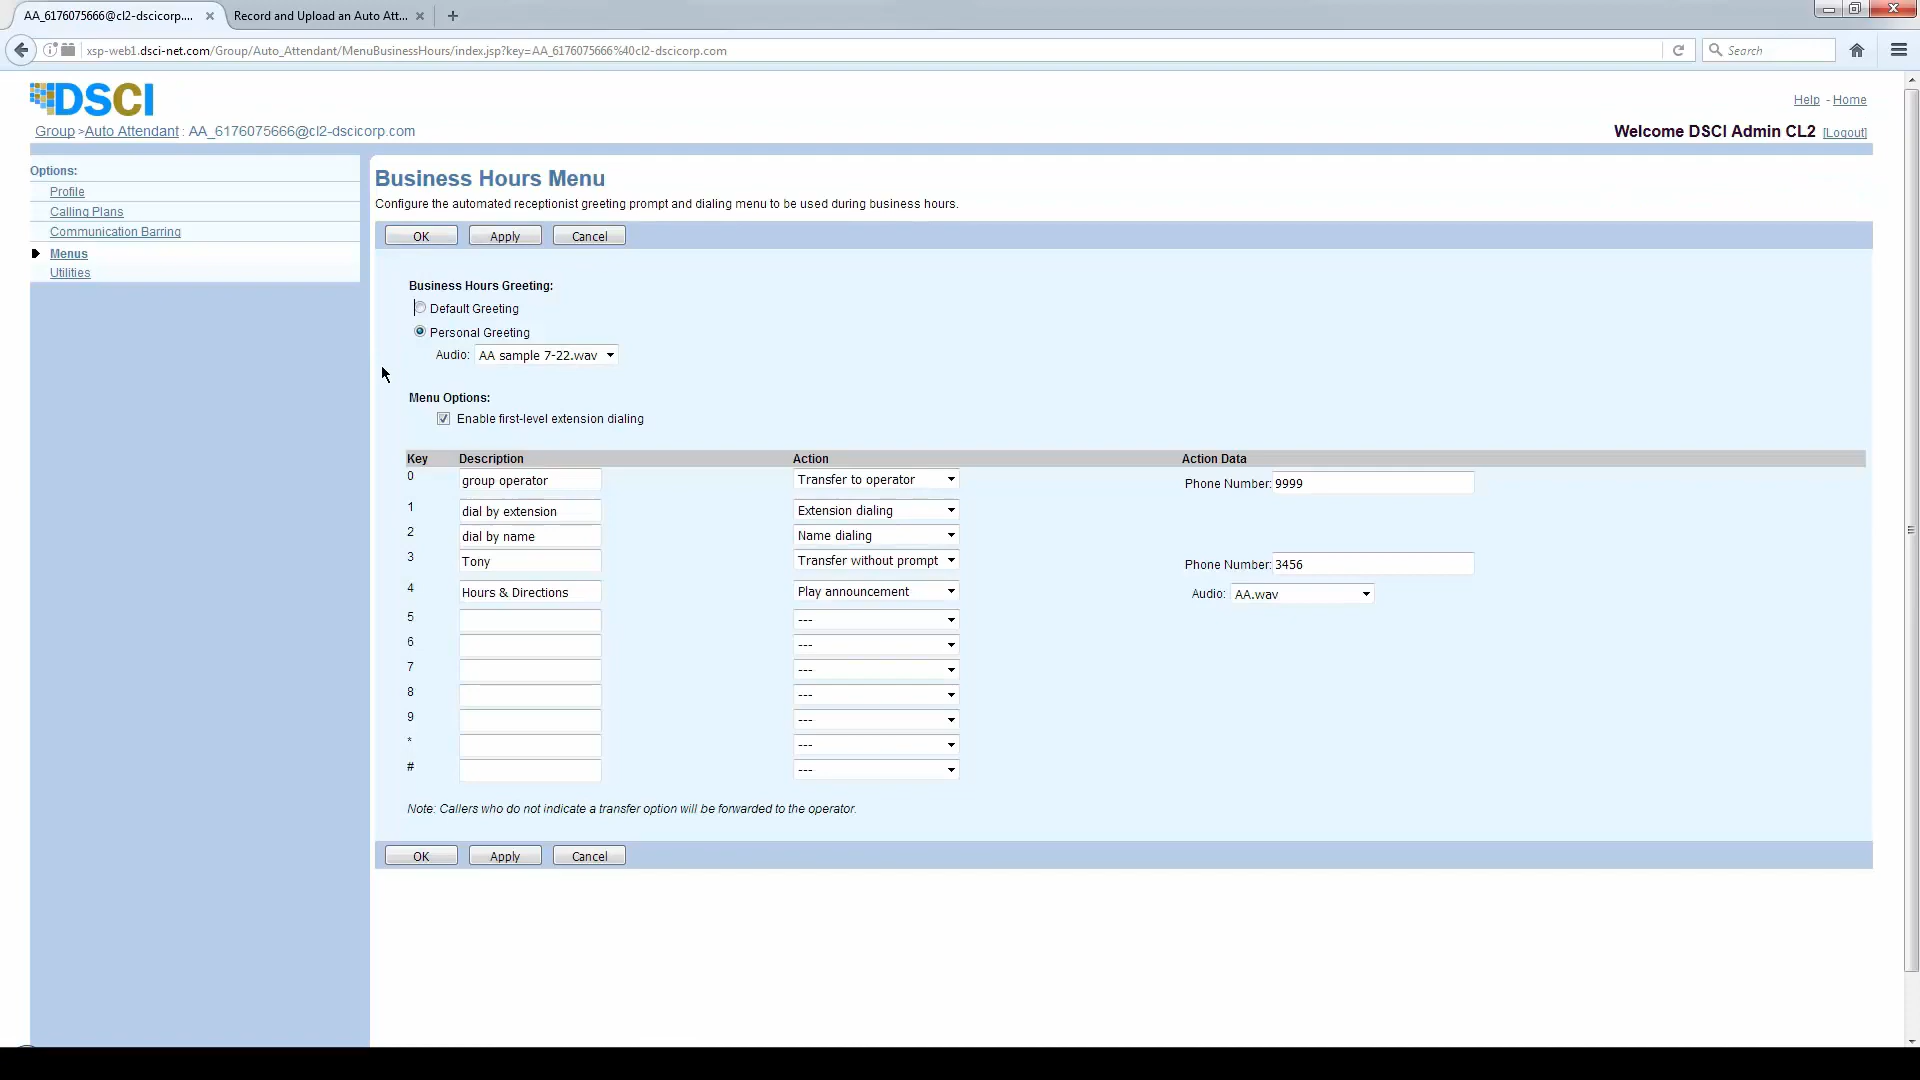 AA_6176075666@cl2-dscicorp....
Record and Upload an Auto Att...
xsp-web1.dsci-net.com/Group/Auto_Attendant/MenuBusinessHours/index.jsp?key=AA_6176075666%40cl2-dscicorp.com
Search
DSCI
Help - Home
Group >Auto Attendant : AA_6176075666@cl2-dscicorp.com
Welcome DSCI Admin CL2 [Logout]
Options:
Profile
Calling Plans
Communication Barring
Menus
Utilities
Business Hours Menu
Configure the automated receptionist greeting prompt and dialing menu to be used during business hours.
OK Apply Cancel
Business Hours Greeting:
Default Greeting
Personal Greeting
Audio: AA sample 7-22.wav
Menu Options:
Enable first-level extension dialing
Key Description Action Action Data
0 group operator Transfer to operator Phone Number: 9999
1 dial by extension Extension dialing
2 dial by name Name dialing
3 Tony Transfer without prompt Phone Number: 3456
4 Hours & Directions Play announcement Audio: AA.wav
5 ---
6 ---
7 ---
8 ---
9 ---
* ---
# ---
Note: Callers who do not indicate a transfer option will be forwarded to the operator.
OK Apply Cancel